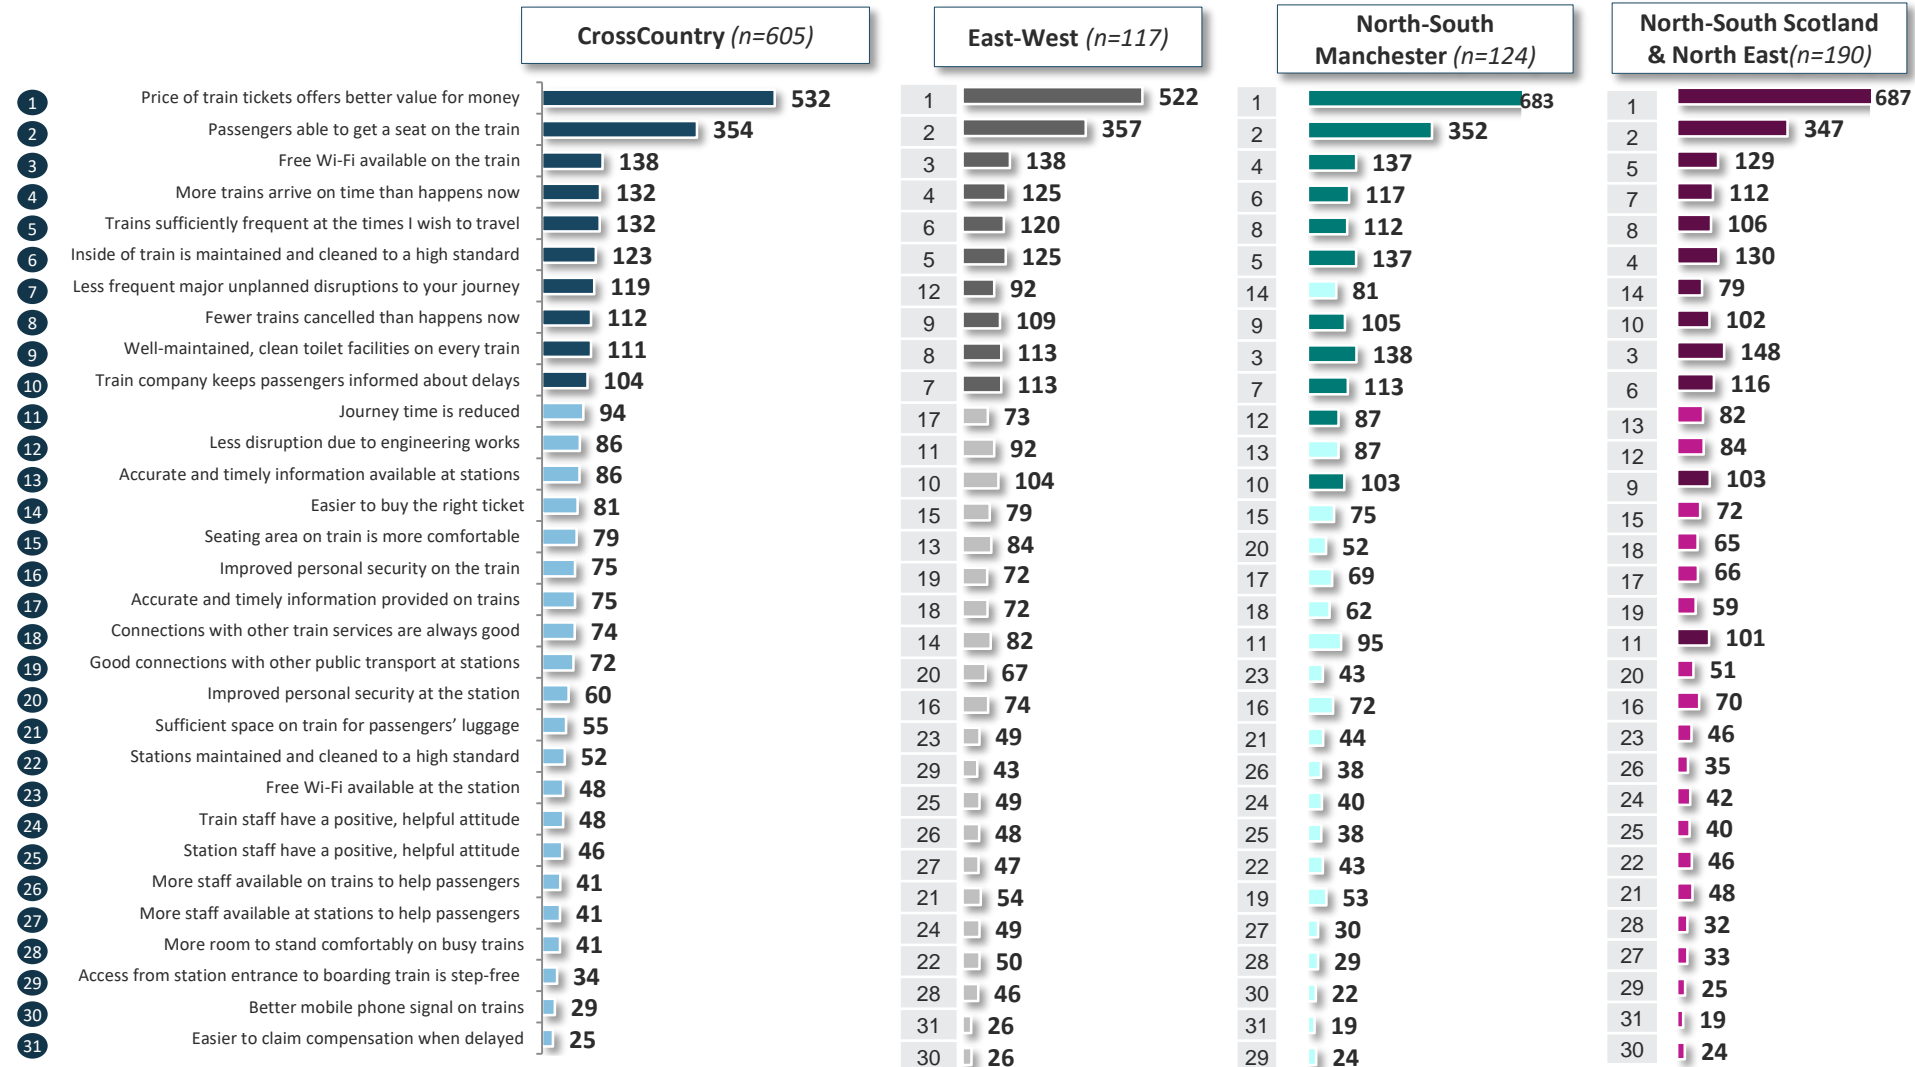 CrossCountry (n=605)
East-West (n=117)
North-South
Manchester (n=124)
North-South Scotland
& North East(n=190)
1 Price of train tickets offers better value for money 532 1 522 1 683 1 687
2 Passengers able to get a seat on the train 354 2 357 2 352 2 347
3 Free Wi-Fi available on the train 138 3 138 4 137 5 129
4 More trains arrive on time than happens now 132 4 125 6 117 7 112
5 Trains sufficiently frequent at the times I wish to travel 132 6 120 8 112 8 106
6 Inside of train is maintained and cleaned to a high standard 123 5 125 5 137 4 130
7 Less frequent major unplanned disruptions to your journey 119 12 92 14 81 14 79
8 Fewer trains cancelled than happens now 112 9 109 9 105 10 102
9 Well-maintained, clean toilet facilities on every train 111 8 113 3 138 3 148
10 Train company keeps passengers informed about delays 104 7 113 7 113 6 116
11 Journey time is reduced 94 17 73 12 87 13 82
12 Less disruption due to engineering works 86 11 92 13 87 12 84
13 Accurate and timely information available at stations 86 10 104 10 103 9 103
14 Easier to buy the right ticket 81 15 79 15 75 15 72
15 Seating area on train is more comfortable 79 13 84 20 52 18 65
16 Improved personal security on the train 75 19 72 17 69 17 66
17 Accurate and timely information provided on trains 75 18 72 18 62 19 59
18 Connections with other train services are always good 74 14 82 11 95 11 101
19 Good connections with other public transport at stations 72 20 67 23 43 20 51
20 Improved personal security at the station 60 16 74 16 72 16 70
21 Sufficient space on train for passengers’ luggage 55 23 49 21 44 23 46
22 Stations maintained and cleaned to a high standard 52 29 43 26 38 26 35
23 Free Wi-Fi available at the station 48 25 49 24 40 24 42
24 Train staff have a positive, helpful attitude 48 26 48 25 38 25 40
25 Station staff have a positive, helpful attitude 46 27 47 22 43 22 46
26 More staff available on trains to help passengers 41 21 54 19 53 21 48
27 More staff available at stations to help passengers 41 24 49 27 30 28 32
28 More room to stand comfortably on busy trains 41 22 50 28 29 27 33
29 Access from station entrance to boarding train is step-free 34 28 46 30 22 29 25
30 Better mobile phone signal on trains 29 31 26 31 19 31 19
31 Easier to claim compensation when delayed 25 30 26 29 24 30 24